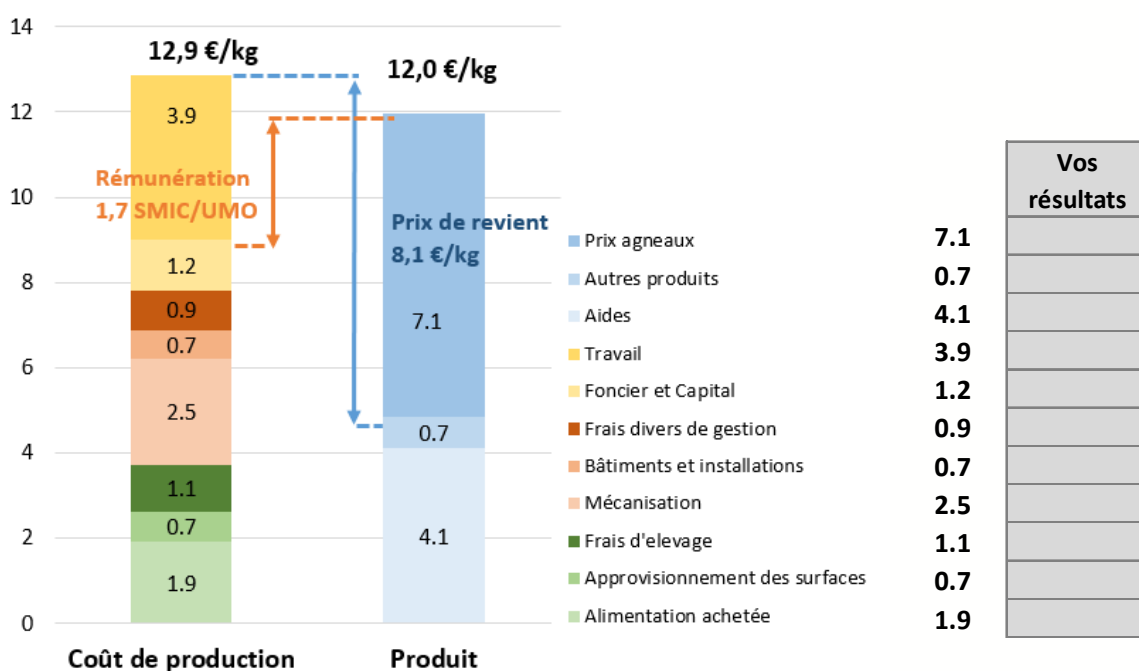 14
12
10
8
6
4
2
0
12,9 €/kg
3.9
1.2
0.9
0.7
2.5
1.1
0.7
1.9
Coût de production
Rémunération
1,7 SMIC/UMO
12,0 €/kg
Prix de revient
8,1 €/kg
7.1
0.7
4.1
Produit
Vos
résultats
Prix agneaux 7.1
Autres produits 0.7
Aides 4.1
Travail 3.9
Foncier et Capital 1.2
Frais divers de gestion 0.9
Bâtiments et installations 0.7
Mécanisation 2.5
Frais d'elevage 1.1
Approvisionnement des surfaces 0.7
Alimentation achetée 1.9